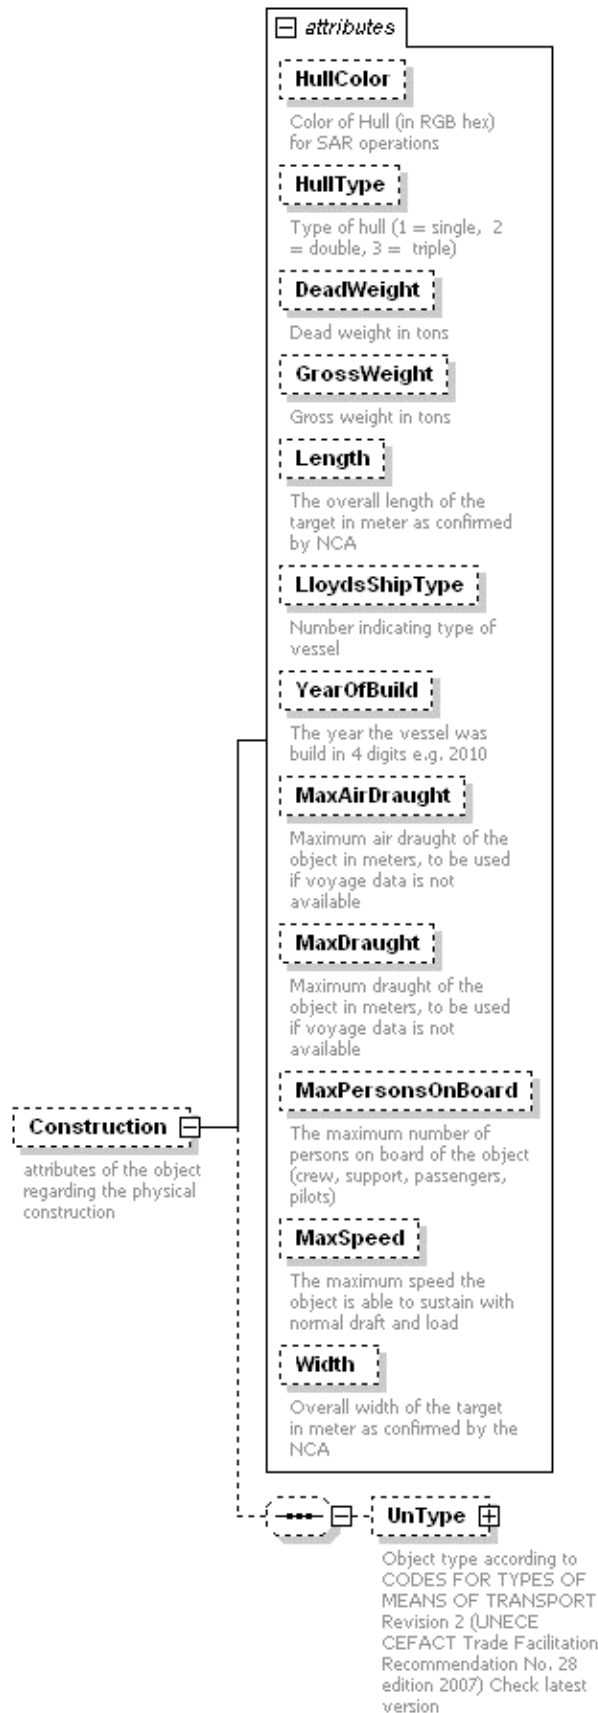 attributes
HullColor
Color of Hull (in RGB hex)
for SAR operations
HullType
Type of hull (1 = single,  2
= double, 3 =  triple)
DeadWeight
Dead weight in tons
GrossWeight
Gross weight in tons
Length
The overall length of the
target in meter as confirmed
by NCA
LloydsShipType
Number indicating type of
vessel
YearOfBuild
The year the vessel was
build in 4 digits e.g. 2010
MaxAirDraught
Maximum air draught of the
object in meters, to be used
if voyage data is not
available
MaxDraught
Maximum draught of the
object in meters, to be used
if voyage data is not
available
MaxPersonsOnBoard
The maximum number of
persons on board of the object
(crew, support, passengers,
pilots)
MaxSpeed
The maximum speed the
object is able to sustain with
normal draft and load
Width
Overall width of the target
in meter as confirmed by the
NCA
Construction
attributes of the object
regarding the physical
construction
UnType
Object type according to
CODES FOR TYPES OF
MEANS OF TRANSPORT
Revision 2 (UNECE
CEFACT Trade Facilitation
Recommendation No. 28
edition 2007) Check latest
version